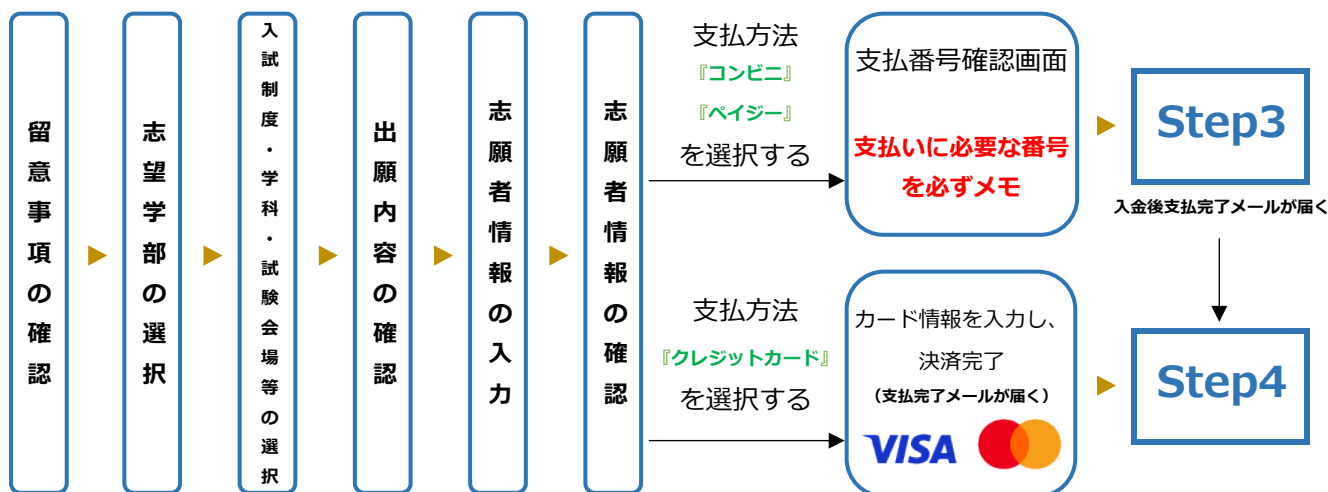 留意事項の確認
志望学部の選択
入試制度・学科・試験会場等の選択
出願内容の確認
志願者情報の入力
志願者情報の確認
支払方法
『コンビニ』
『ペイジー』
を選択する
支払番号確認画面
支払いに必要な番号
を必ずメモ
Step3
入金後支払完了メールが届く
支払方法
『クレジットカード』
を選択する
カード情報を入力し、
決済完了
（支払完了メールが届く）
VISA
Step4